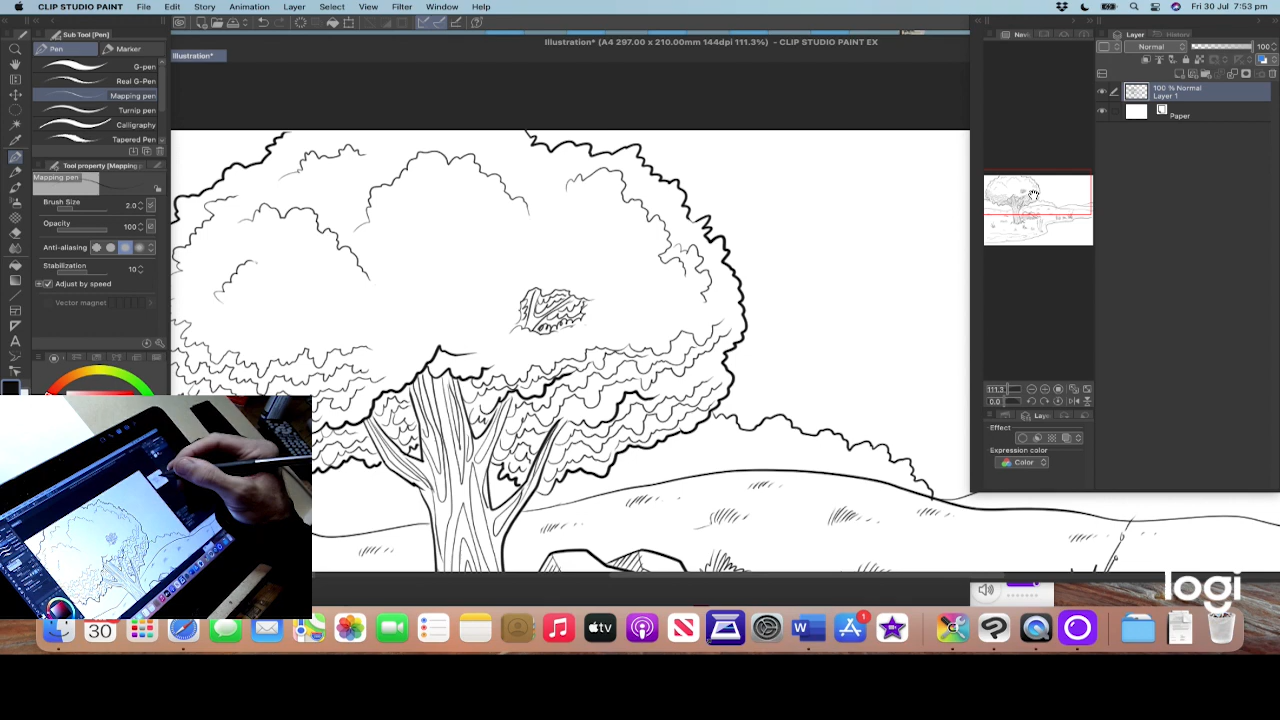 CLIP STUDIO PAINT File Edit Story Animation Layer Select View Filter Window Help
Fri 30 Jul 7:53 pm
Sub Tool [Pen]
Illustration* (A4 297.00 x 210.00mm 144dpi 111.3%) - CLIP STUDIO PAINT EX
Layer History
Pen Marker
Illustration*
Normal 100
G-pen
Real G-Pen
Mapping pen
Turnip pen
Calligraphy
Tapered Pen
100 % Normal
Layer 1
Paper
Tool property [Mapping p
Mapping pen
Brush Size 2.0
Opacity 100
Anti-aliasing
Stabilization 10
Adjust by speed
Vector magnet
111.3
0.0
Effect
Expression color
Color
logi
30
tv
1